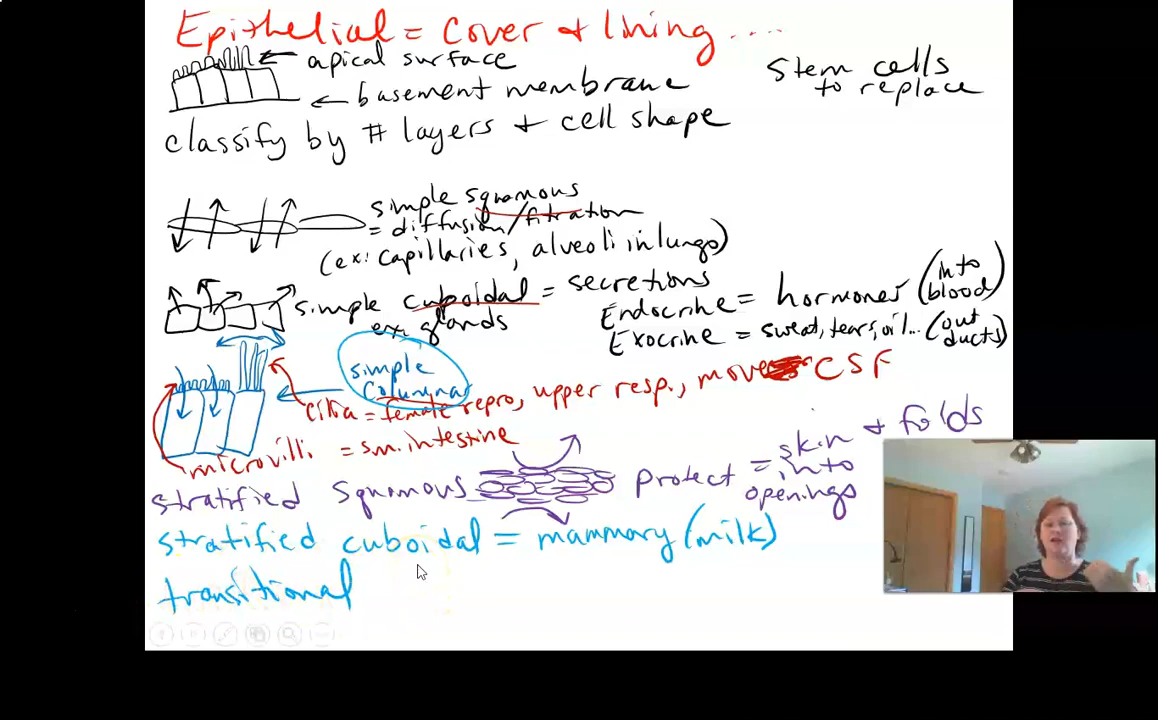 Epithelial = cover & lining ....
apical surface
basement membrane
Stem cells
to replace
classify by # layers & cell shape
simple squamous
= diffusion/fitration
(ex: capillaries, alveoli in lungs)
simple cuboidal = secretions
ex: glands
Endocrine = hormones (into
blood)
Exocrine = sweat, tears, oil... (out
ducts)
simple
columnar
cilia = female repro, upper resp., move CSF
microvilli = sm. intestine
stratified squamous protect = skin & folds
into
openings
stratified cuboidal = mammary (milk)
transitional